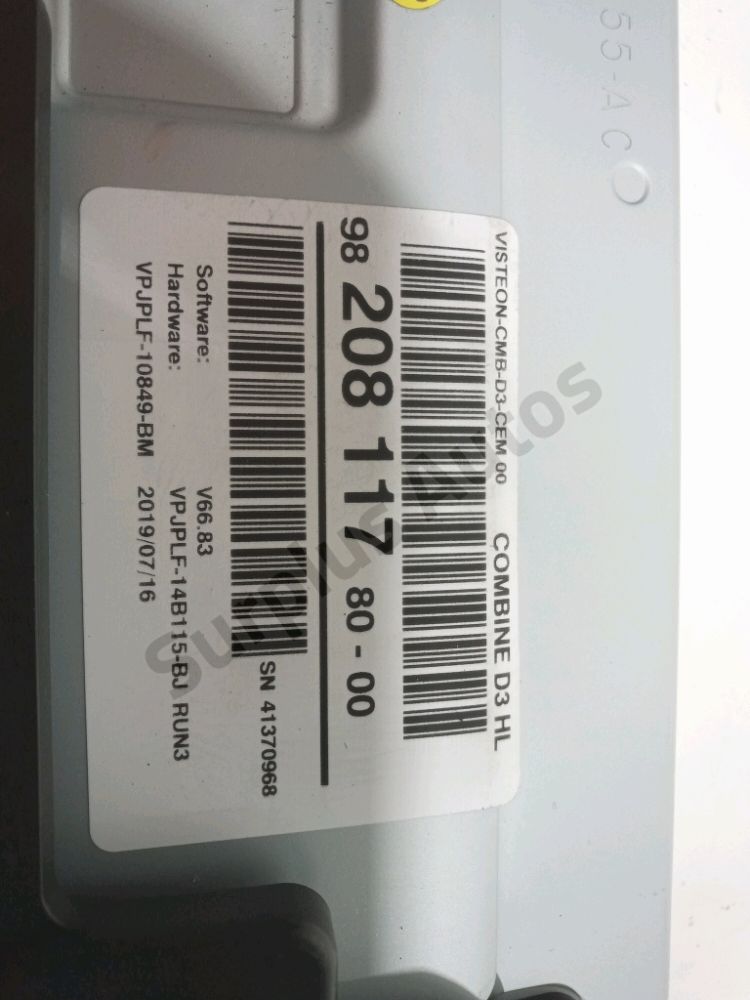 55-AC
VISTEON-CMB-D3-CEM 00 COMBINE D3 HL
98 208 117 80 - 00
SN 41370968
Software: V66.83
Hardware: VPJPLF-14B115-BJ RUN3
VPJPLF-10849-BM 2019/07/16
Surplus Autos